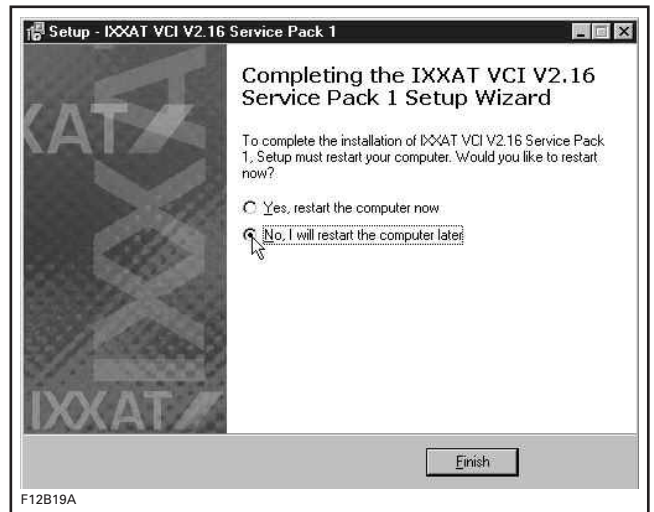 Setup - IXXAT VCI V2.16 Service Pack 1
Completing the IXXAT VCI V2.16
Service Pack 1 Setup Wizard
To complete the installation of IXXAT VCI V2.16 Service Pack
1, Setup must restart your computer. Would you like to restart
now?
Yes, restart the computer now
No, I will restart the computer later
XAT
IXXAT
IXXAT
Finish
F12B19A